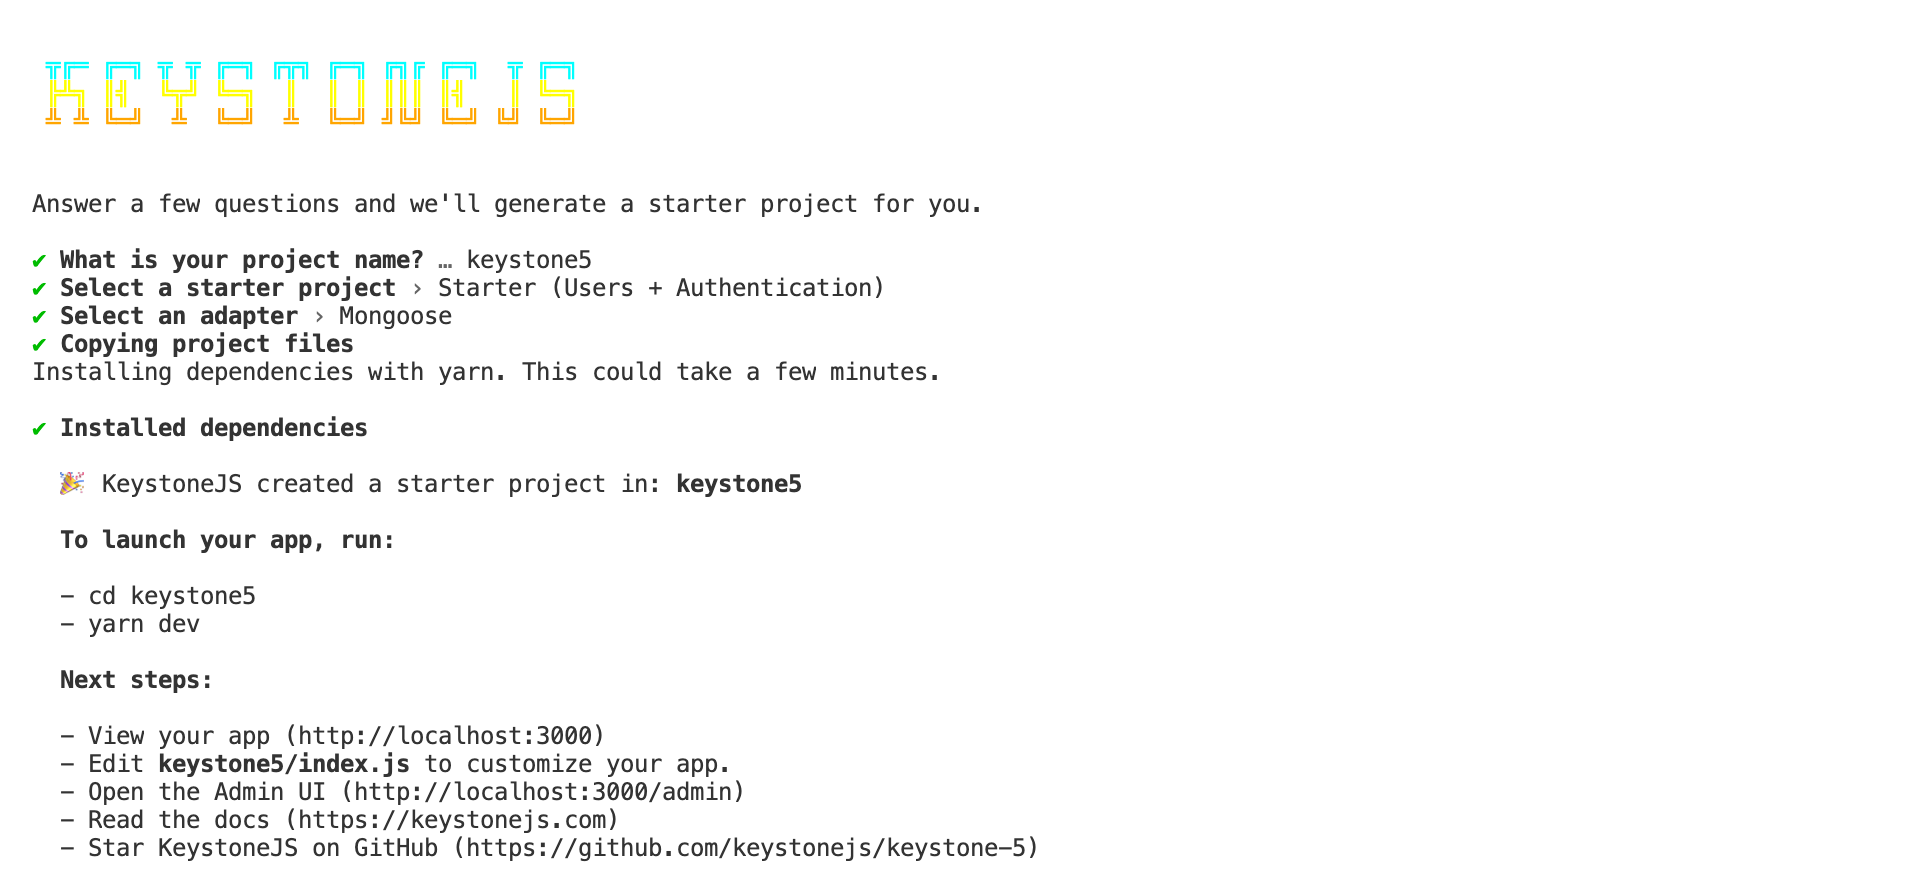 KEYSTONEJS
Answer a few questions and we'll generate a starter project for you.
✔ What is your project name? … keystone5
✔ Select a starter project › Starter (Users + Authentication)
✔ Select an adapter › Mongoose
✔ Copying project files
Installing dependencies with yarn. This could take a few minutes.
✔ Installed dependencies
🎉 KeystoneJS created a starter project in: keystone5
To launch your app, run:
- cd keystone5
- yarn dev
Next steps:
- View your app (http://localhost:3000)
- Edit keystone5/index.js to customize your app.
- Open the Admin UI (http://localhost:3000/admin)
- Read the docs (https://keystonejs.com)
- Star KeystoneJS on GitHub (https://github.com/keystonejs/keystone-5)